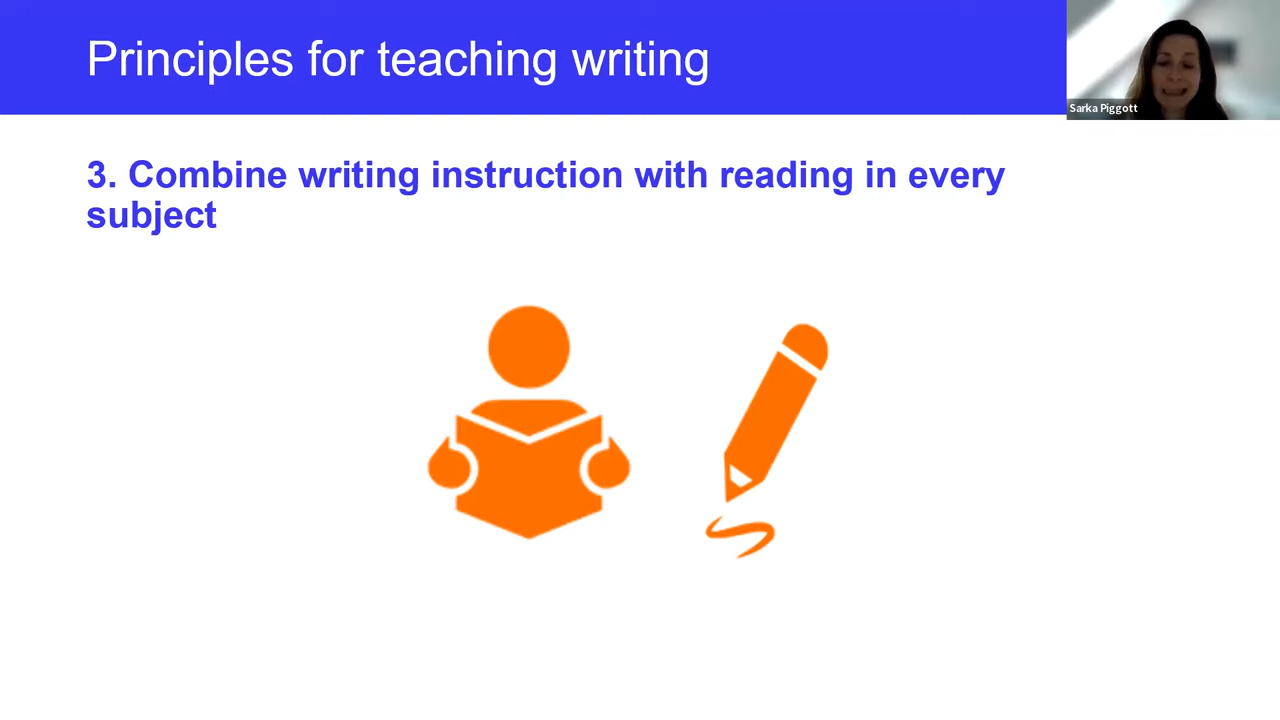 Principles for teaching writing
Sarka Piggott
3. Combine writing instruction with reading in every
subject